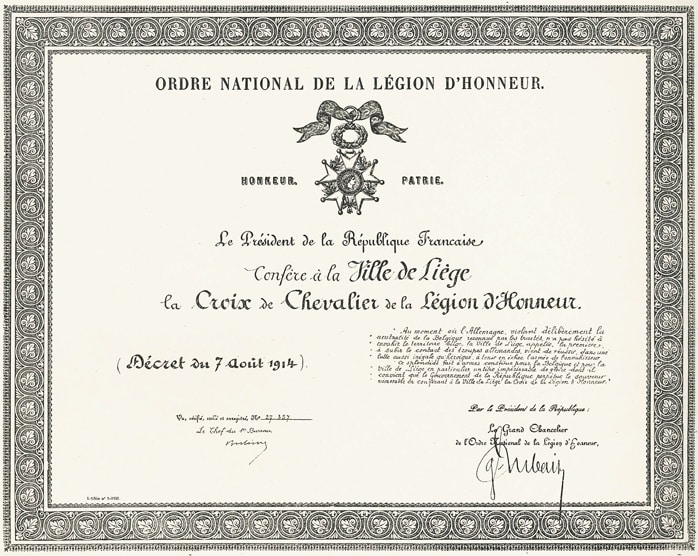 ORDRE NATIONAL DE LA LÉGION D'HONNEUR.
HONNEUR. PATRIE.
Le Président de la République Française
Confère à la Ville de Liège
la Croix de Chevalier de la Légion d'Honneur.
(Décret du 7 Août 1914)
"Au moment où l'Allemagne, violant délibérément la
neutralité de la Belgique reconnue par les traités, n'a pas hésité à
envahir le territoire belge, la Ville de Liège, appelée, la première,
à subir le contact des troupes allemandes, vient de réussir, dans une
lutte aussi inégale qu'héroïque, à tenir en échec l'armée de l'envahisseur.
Ce splendide fait d'armes constitue pour la Belgique et pour la
Ville de Liège en particulier un titre impérissable de gloire dont il
convient que le Gouvernement de la République perpétue le souvenir
mémorable en conférant à la Ville de Liège la Croix de la Légion d'Honneur."
Vu, vérifié, scellé et enregistré, N° 27.357
Le Chef du 1er Bureau
Par le Président de la République:
Le Grand Chancelier
de l'Ordre National de la Légion d'Honneur,